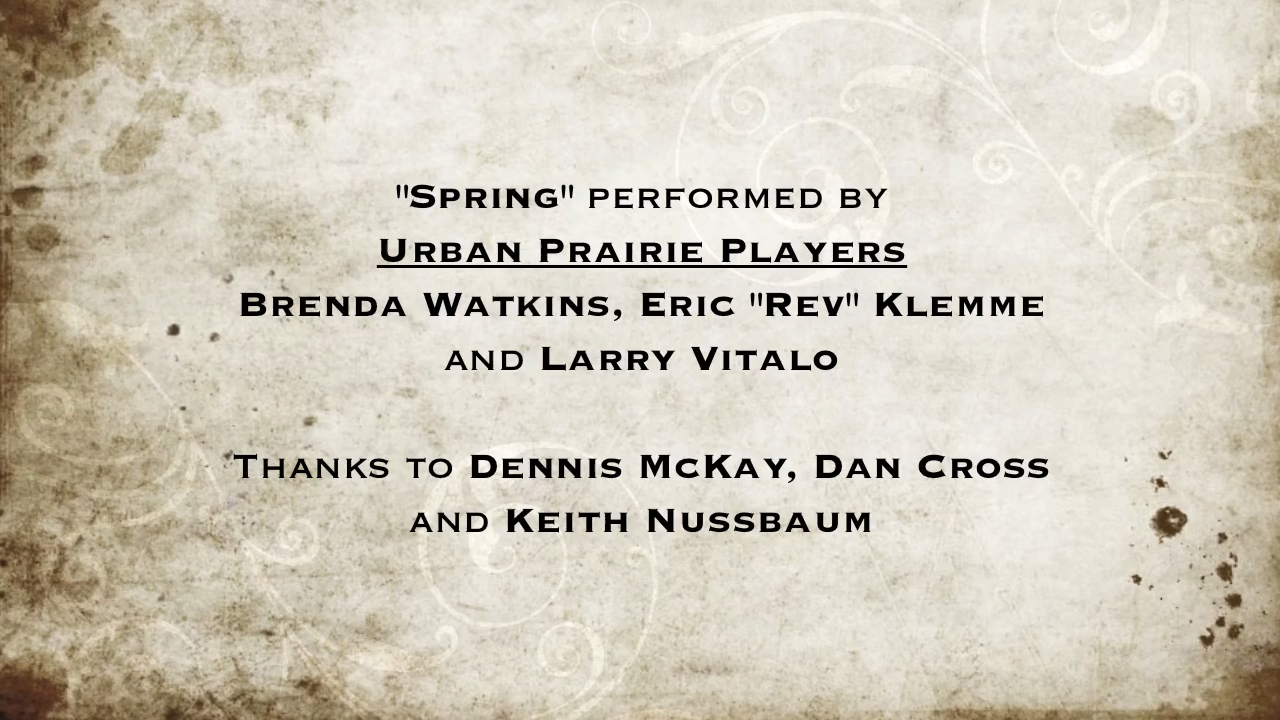 "Spring" performed by
Urban Prairie Players
Brenda Watkins, Eric "Rev" Klemme
and Larry Vitalo
Thanks to Dennis McKay, Dan Cross
and Keith Nussbaum